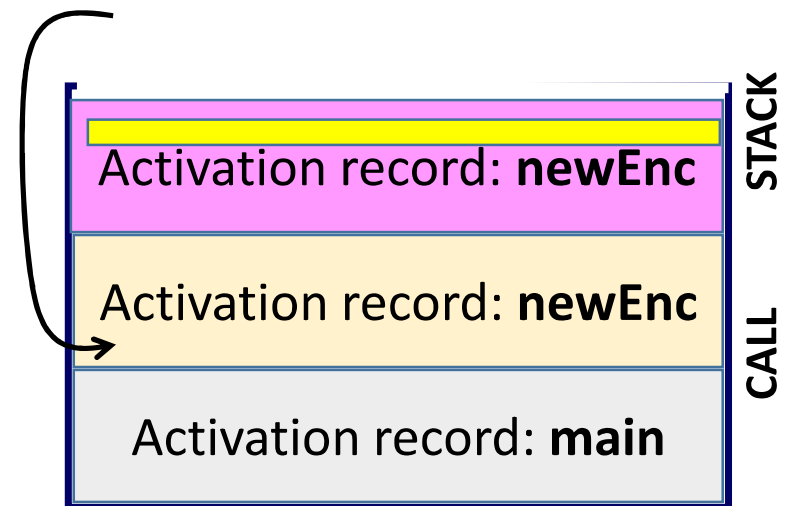 STACK
Activation record: newEnc
Activation record: newEnc
CALL
Activation record: main